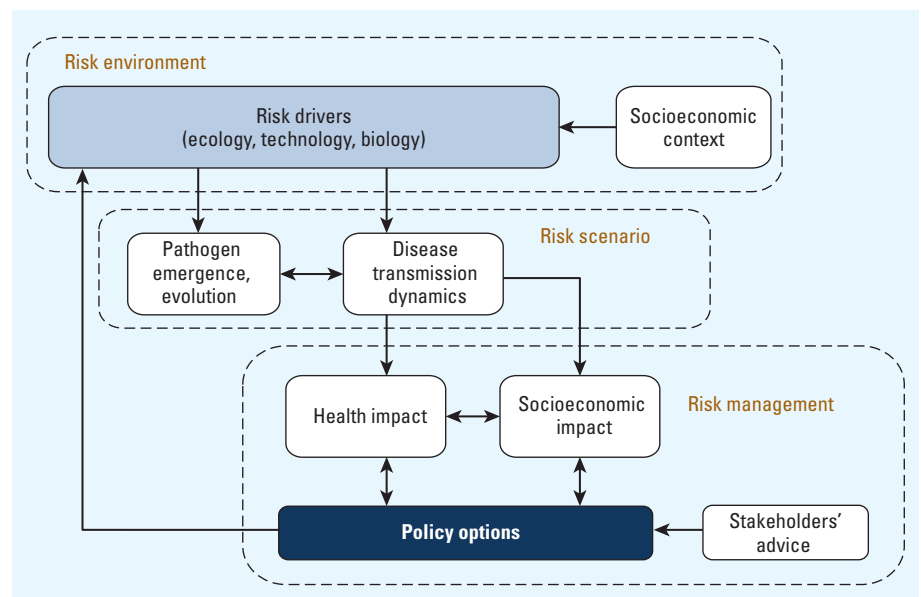 Risk environment
Risk drivers
(ecology, technology, biology)
Socioeconomic
context
Risk scenario
Pathogen
emergence,
evolution
Disease
transmission
dynamics
Risk management
Health impact
Socioeconomic
impact
Policy options
Stakeholders’
advice